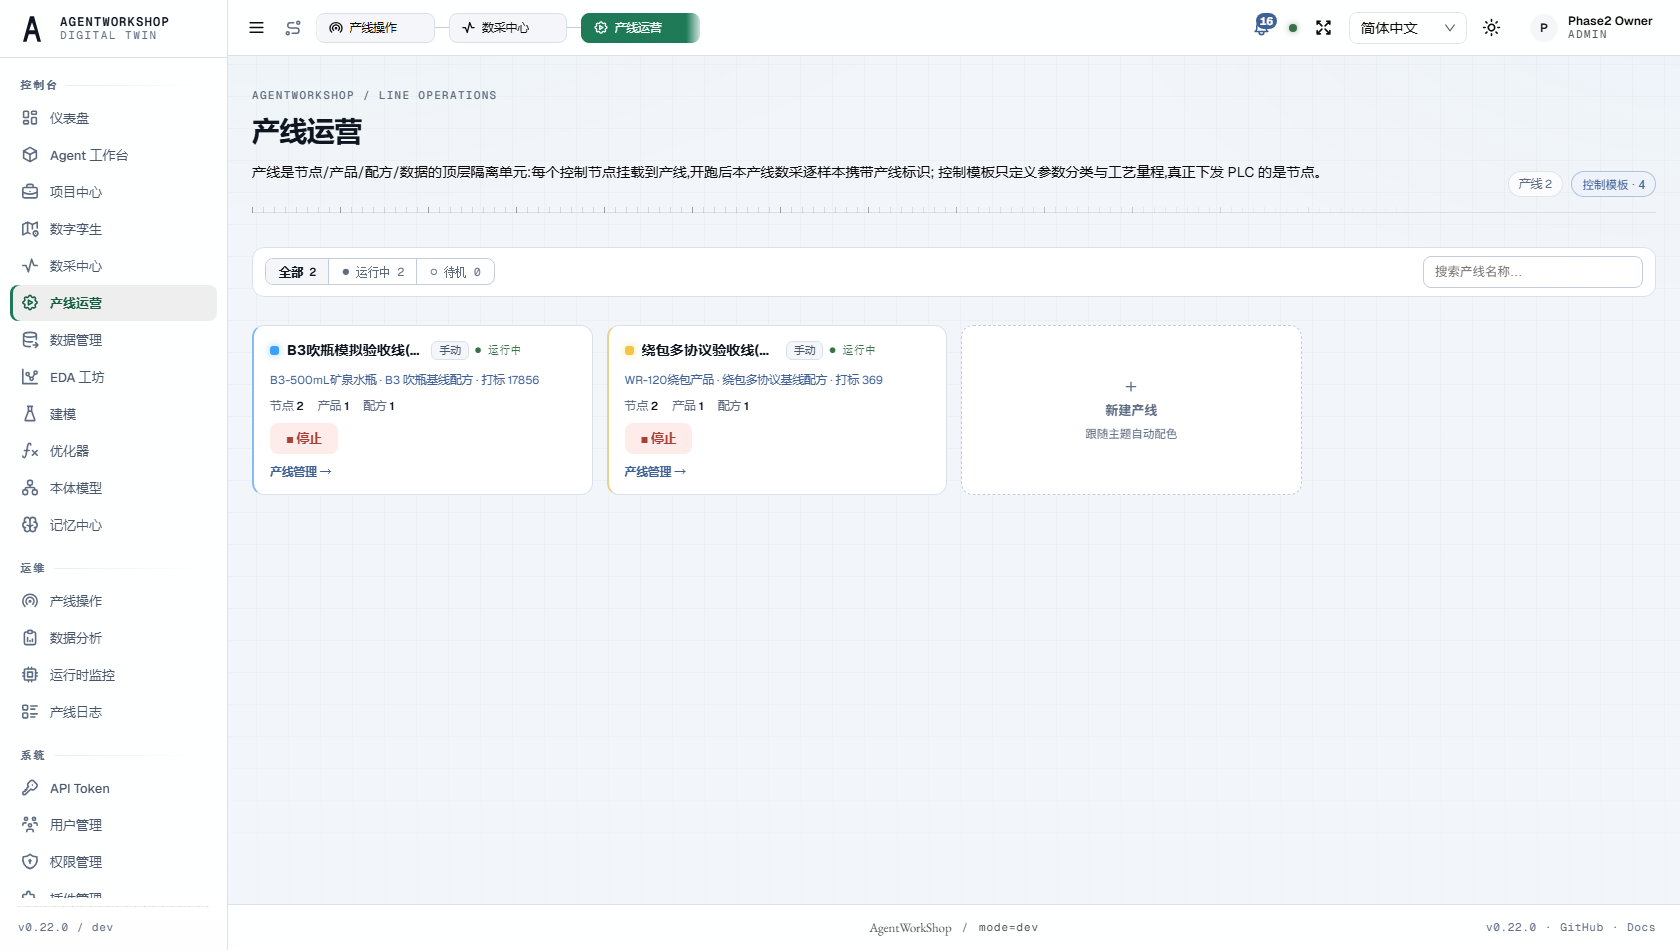 AGENTWORKSHOP
DIGITAL TWIN
控制台
仪表盘
Agent 工作台
项目中心
数字孪生
数采中心
产线运营
数据管理
EDA 工坊
建模
优化器
本体模型
记忆中心
运维
产线操作
数据分析
运行时监控
产线日志
系统
API Token
用户管理
权限管理
插件管理
v0.22.0 / dev
产线操作
数采中心
产线运营
16
简体中文
P
Phase2 Owner
ADMIN
AGENTWORKSHOP / LINE OPERATIONS
产线运营
产线是节点/产品/配方/数据的顶层隔离单元:每个控制节点挂载到产线,开跑后本产线数采逐样本携带产线标识; 控制模板只定义参数分类与工艺量程,真正下发 PLC 的是节点。
产线 2
控制模板 · 4
全部 2
运行中 2
待机 0
搜索产线名称...
B3吹瓶模拟验收线(...
手动
运行中
B3-500mL矿泉水瓶 · B3 吹瓶基线配方 · 打标 17856
节点 2 产品 1 配方 1
■ 停止
产线管理 →
绕包多协议验收线(...
手动
运行中
WR-120绕包产品 · 绕包多协议基线配方 · 打标 369
节点 2 产品 1 配方 1
■ 停止
产线管理 →
+
新建产线
跟随主题自动配色
AgentWorkShop / mode=dev
v0.22.0 · GitHub · Docs